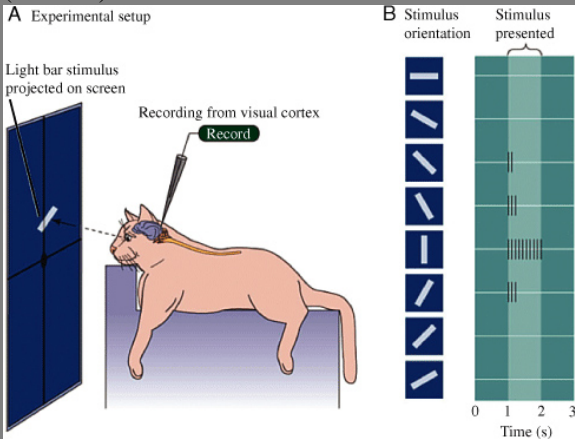 A Experimental setup
Light bar stimulus
projected on screen
Recording from visual cortex
Record
B Stimulus
orientation
Stimulus
presented
0 1 2 3
Time (s)